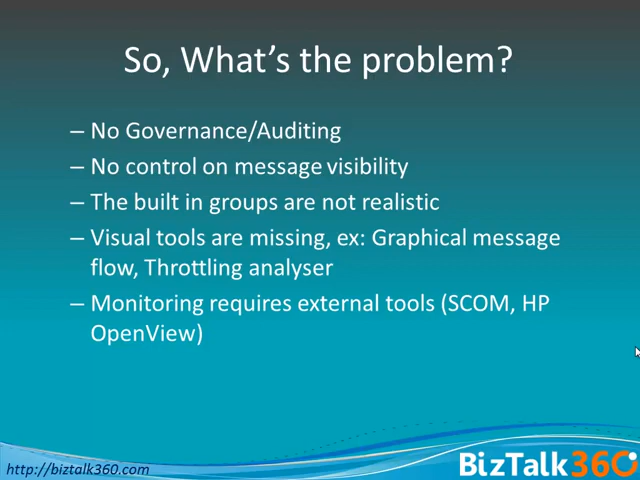 So, What's the problem?
– No Governance/Auditing
– No control on message visibility
– The built in groups are not realistic
– Visual tools are missing, ex: Graphical message
flow, Throttling analyser
– Monitoring requires external tools (SCOM, HP
OpenView)
http://biztalk360.com
BizTalk360